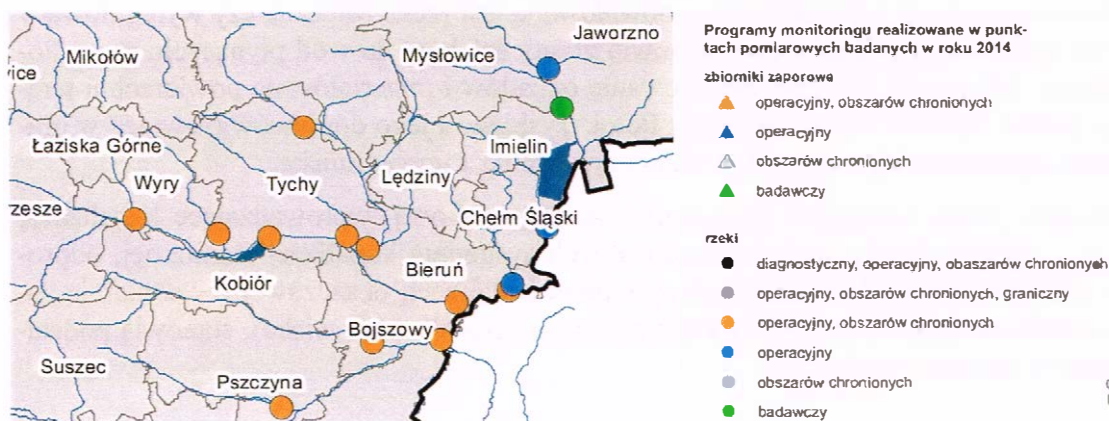 Jaworzno
Mysłowice
Mikołów
vice
Imielin
Łaziska Górne
Wyry
Tychy
Lędziny
rzesze
Chełm Śląski
Bieruń
Kobiór
Bojszowy
Suszec
Pszczyna
Programy monitoringu realizowane w punk-
tach pomiarowych badanych w roku 2014
zbiorniki zaporowe
operacyjny, obszarów chronionych
operacyjny
obszarów chronionych
badawczy
rzeki
diagnostyczny, operacyjny, obaszarów chronionych
operacyjny, obszarów chronionych, graniczny
operacyjny, obszarów chronionych
operacyjny
obszarów chronionych
badawczy